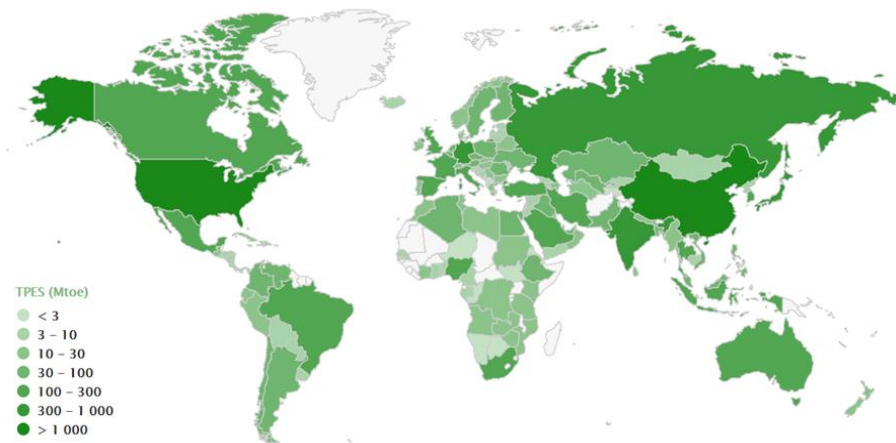 TPES (Mtoe)
< 3
3 – 10
10 – 30
30 – 100
100 – 300
300 – 1 000
> 1 000